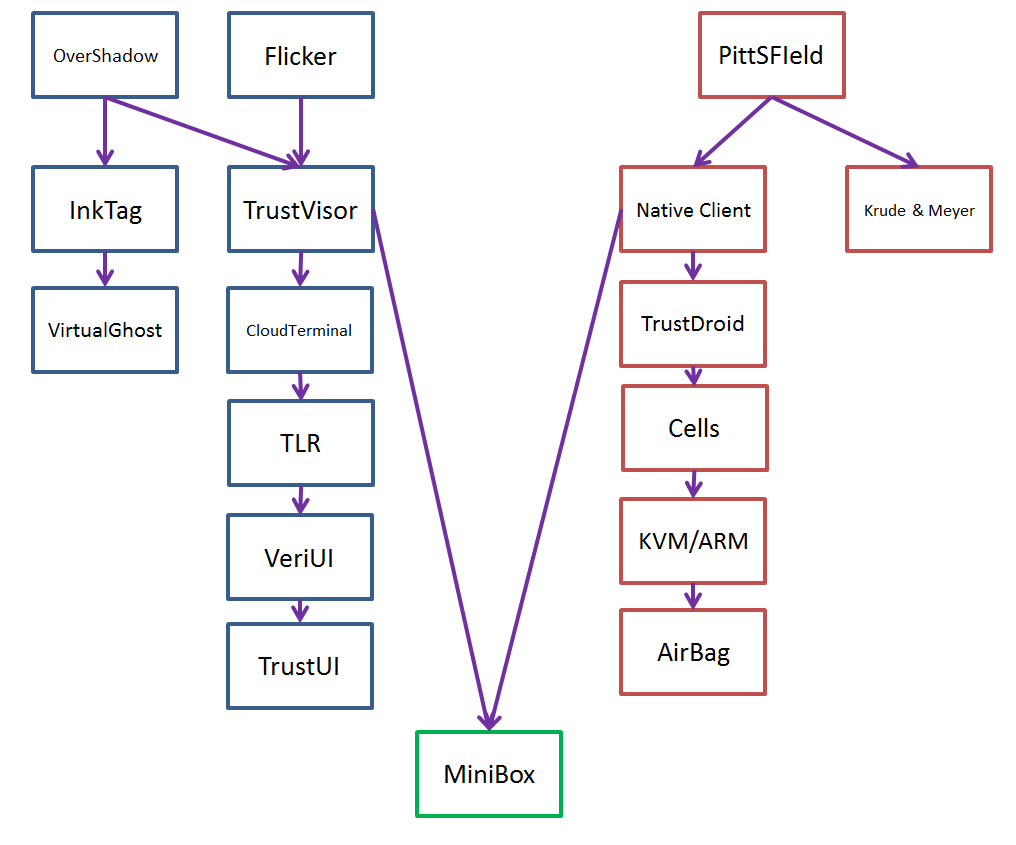 OverShadow
Flicker
PittSFIeld
InkTag
TrustVisor
Native Client
Krude & Meyer
VirtualGhost
CloudTerminal
TrustDroid
TLR
Cells
VeriUI
KVM/ARM
TrustUI
AirBag
MiniBox